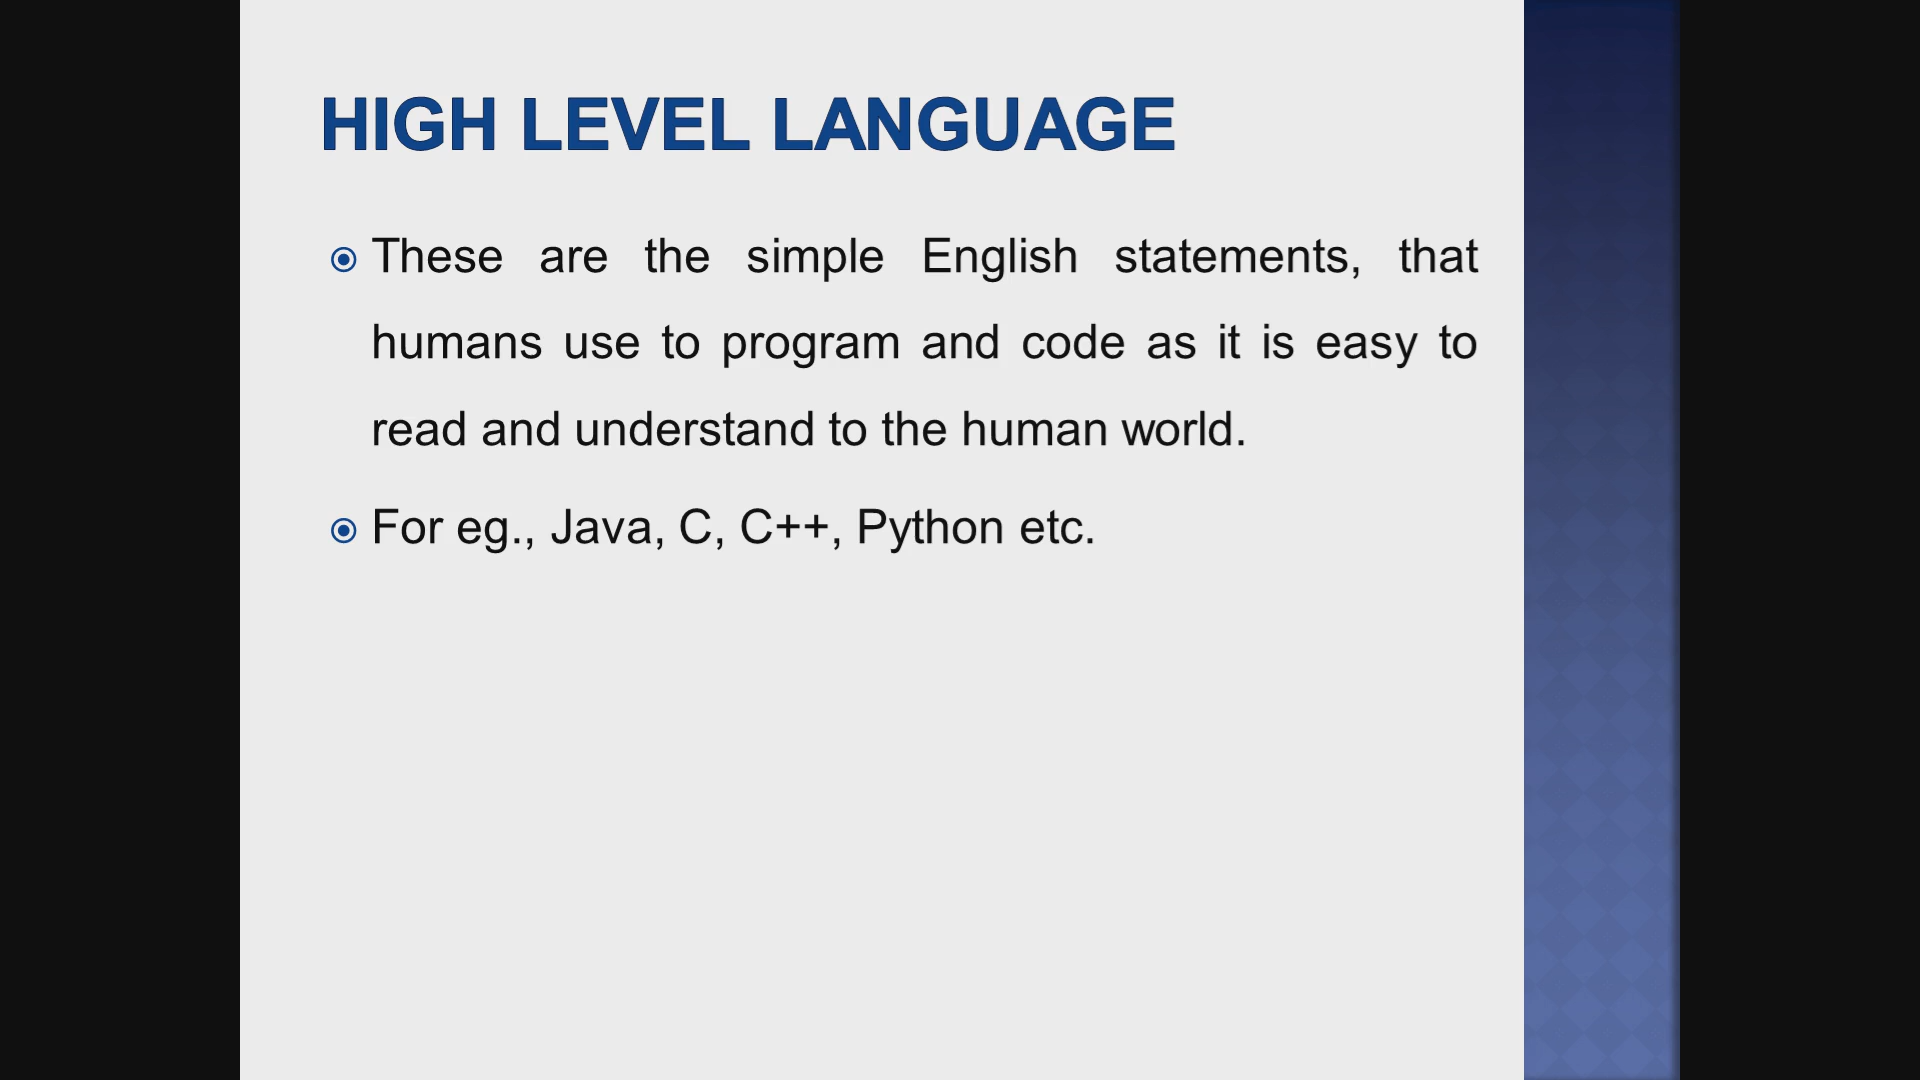 HIGH LEVEL LANGUAGE
These are the simple English statements, that
humans use to program and code as it is easy to
read and understand to the human world.
For eg., Java, C, C++, Python etc.